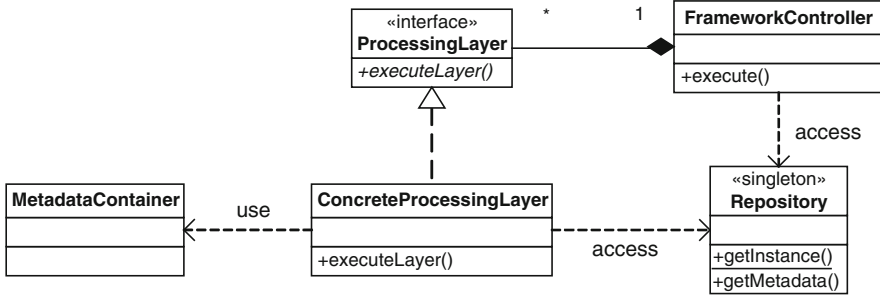 «interface»
ProcessingLayer
+executeLayer()
*
1
FrameworkController
+execute()
access
«singleton»
Repository
+getInstance()
+getMetadata()
MetadataContainer
use
ConcreteProcessingLayer
+executeLayer()
access